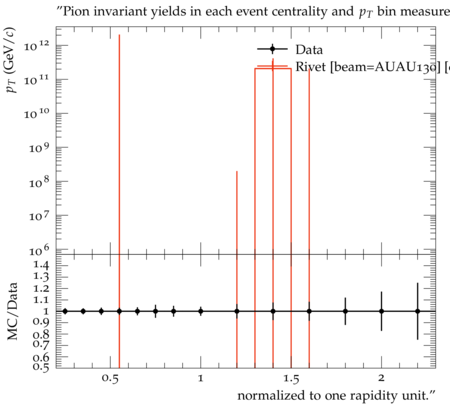 "Pion invariant yields in each event centrality and p_T bin measure
p_T (GeV/c)
10^12
10^11
10^10
10^9
10^8
10^7
10^6
Data
Rivet [beam=AUAU130] [
MC/Data
1.4
1.3
1.2
1.1
1
0.9
0.8
0.7
0.6
0.5
0.5 1 1.5 2
normalized to one rapidity unit."